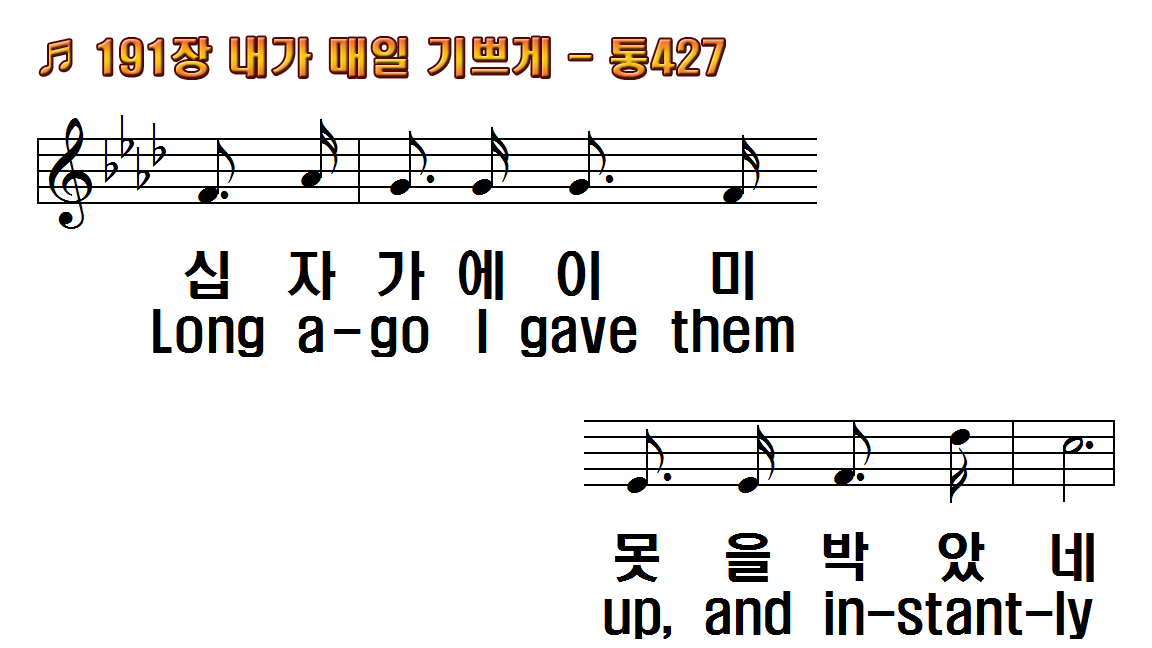 191장 내가 매일 기쁘게 - 통427
십 자 가 에 이 미
Long a-go I gave them
못 을 박 았 네
up, and in-stant-ly